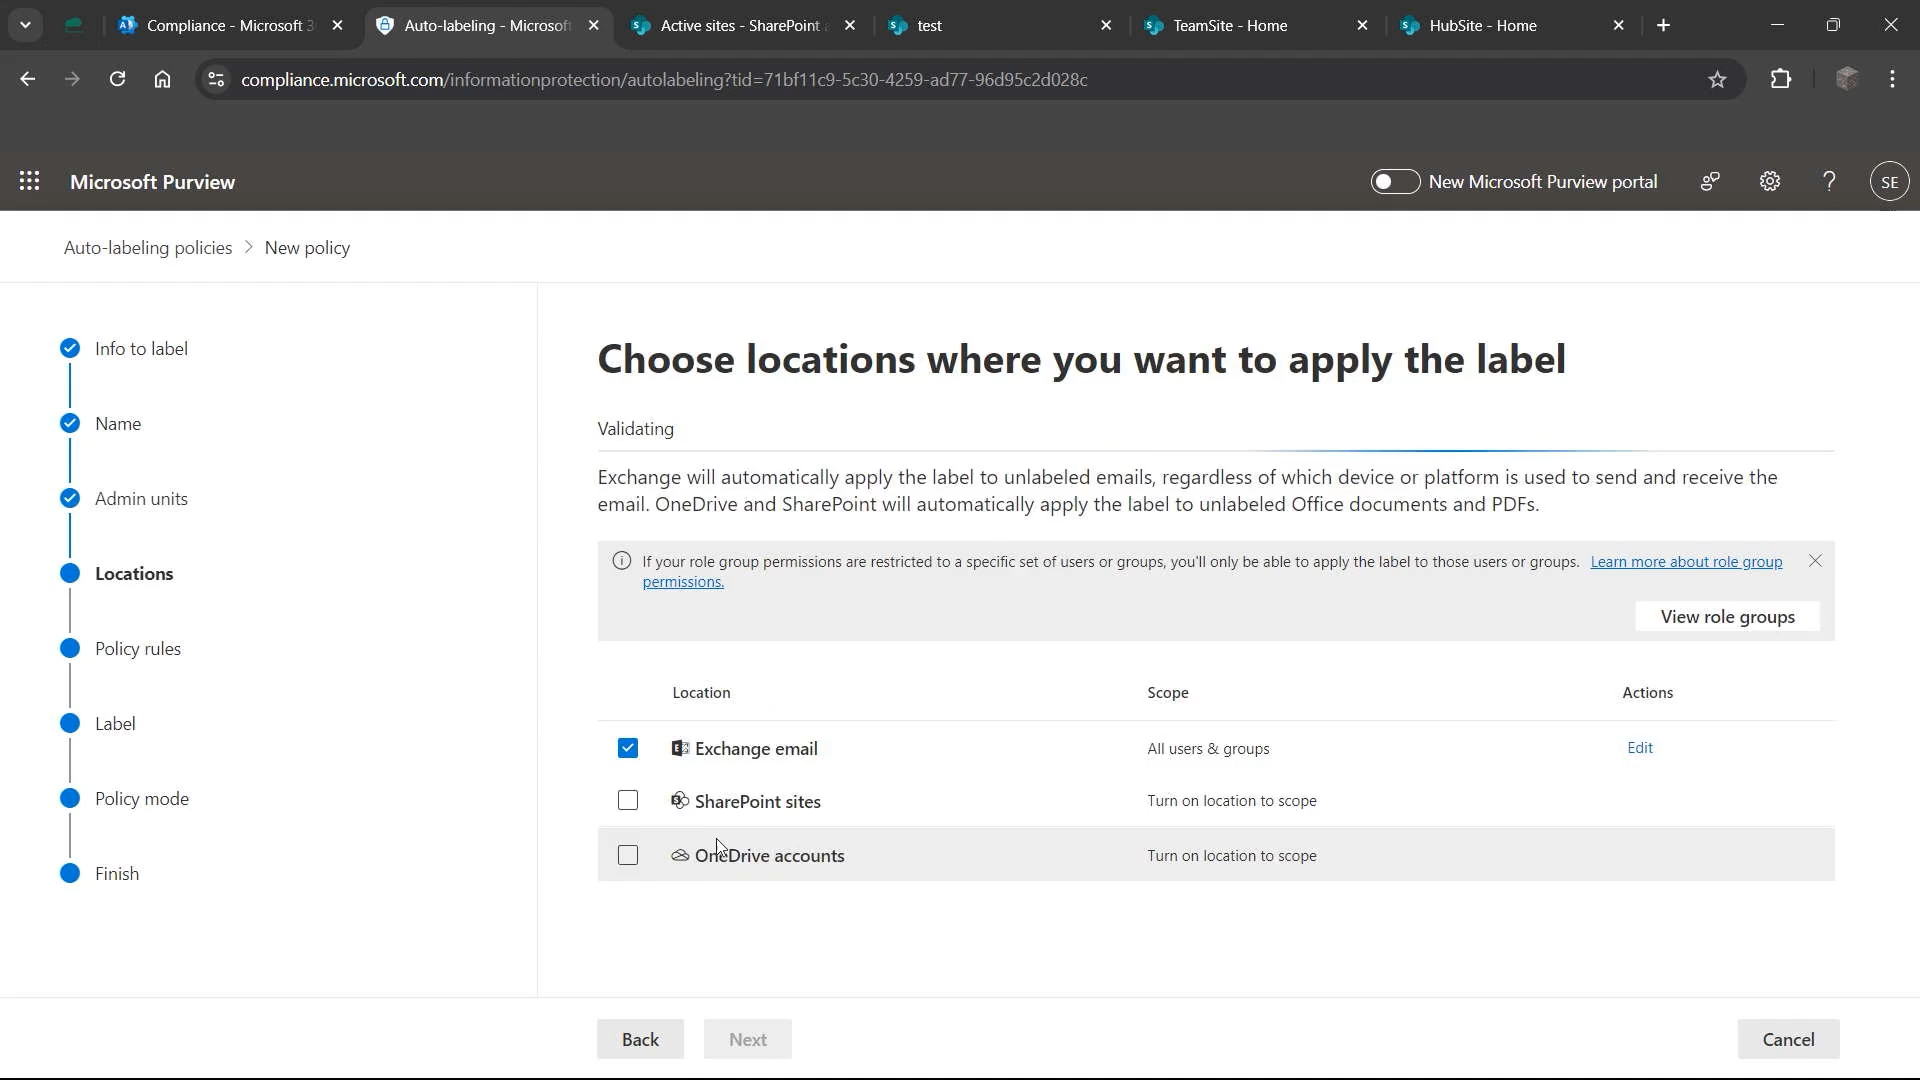 Compliance - Microsoft 3
Auto-labeling - Microsoft
Active sites - SharePoint a
test
TeamSite - Home
HubSite - Home
compliance.microsoft.com/informationprotection/autolabeling?tid=71bf11c9-5c30-4259-ad77-96d95c2d028c
Microsoft Purview
New Microsoft Purview portal
SE
Auto-labeling policies > New policy
Info to label
Name
Admin units
Locations
Policy rules
Label
Policy mode
Finish
Choose locations where you want to apply the label
Validating
Exchange will automatically apply the label to unlabeled emails, regardless of which device or platform is used to send and receive the
email. OneDrive and SharePoint will automatically apply the label to unlabeled Office documents and PDFs.
If your role group permissions are restricted to a specific set of users or groups, you'll only be able to apply the label to those users or groups. Learn more about role group
permissions.
View role groups
Location Scope Actions
Exchange email All users & groups Edit
SharePoint sites Turn on location to scope
OneDrive accounts Turn on location to scope
Back Next Cancel